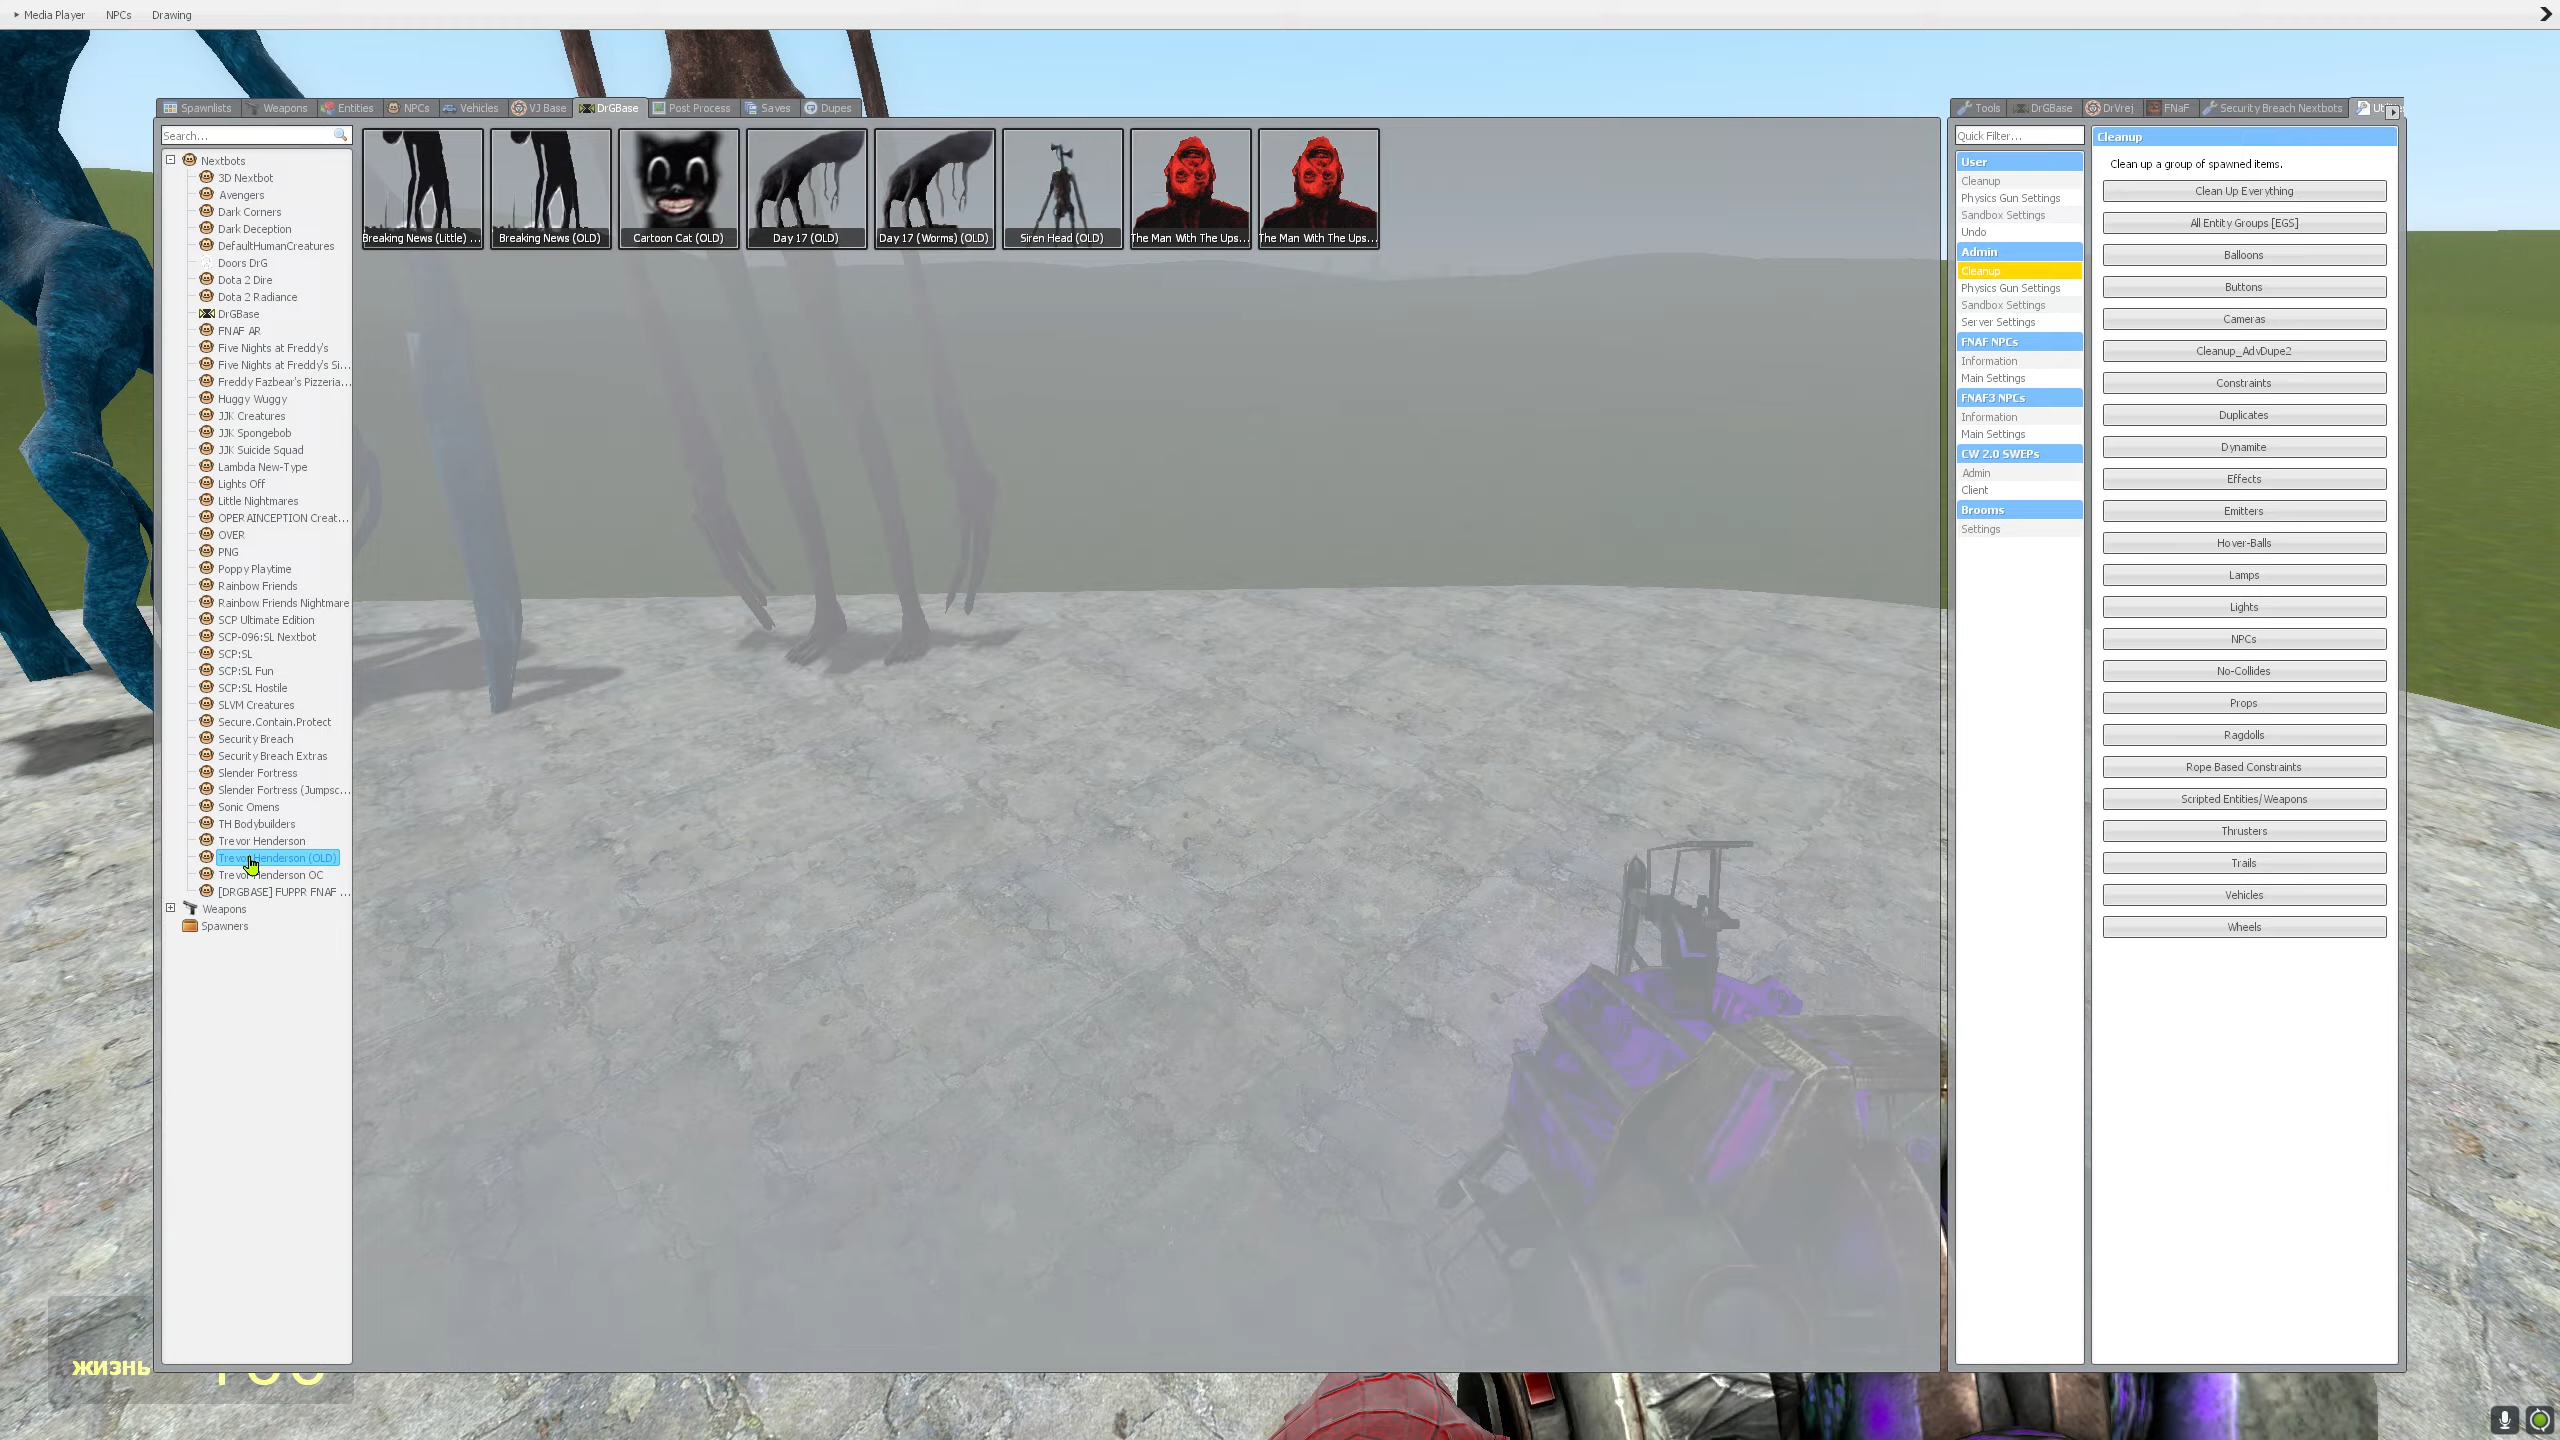 Media Player NPCs Drawing
Spawnlists Weapons Entities NPCs Vehicles VJ Base DrGBase Post Process Saves Dupes
Search...
Nextbots
3D Nextbot
Avengers
Dark Corners
Dark Deception
DefaultHumanCreatures
Doors DrG
Dota 2 Dire
Dota 2 Radiance
DrGBase
FNAF AR
Five Nights at Freddy's
Five Nights at Freddy's Si...
Freddy Fazbear's Pizzeria...
Huggy Wuggy
JJK Creatures
JJK Spongebob
JJK Suicide Squad
Lambda New-Type
Lights Off
Little Nightmares
OPERAINCEPTION Creat...
OVER
PNG
Poppy Playtime
Rainbow Friends
Rainbow Friends Nightmare
SCP Ultimate Edition
SCP-096:SL Nextbot
SCP:SL
SCP:SL Fun
SCP:SL Hostile
SLVM Creatures
Secure.Contain.Protect
Security Breach
Security Breach Extras
Slender Fortress
Slender Fortress (Jumpsc...
Sonic Omens
TH Bodybuilders
Trevor Henderson
Trevor Henderson (OLD)
Trevor Henderson OC
[DRGBASE] FUPPR FNAF ...
Weapons
Spawners
Breaking News (Little) ...
Breaking News (OLD)
Cartoon Cat (OLD)
Day 17 (OLD)
Day 17 (Worms) (OLD)
Siren Head (OLD)
The Man With The Ups...
The Man With The Ups...
Tools DrGBase DrVrej FNaF Security Breach Nextbots
Quick Filter...
User
Cleanup
Physics Gun Settings
Sandbox Settings
Undo
Admin
Cleanup
Physics Gun Settings
Sandbox Settings
Server Settings
FNAF NPCs
Information
Main Settings
FNAF3 NPCs
Information
Main Settings
CW 2.0 SWEPs
Admin
Client
Brooms
Settings
Cleanup
Clean up a group of spawned items.
Clean Up Everything
All Entity Groups [EGS]
Balloons
Buttons
Cameras
Cleanup_AdvDupe2
Constraints
Duplicates
Dynamite
Effects
Emitters
Hover-Balls
Lamps
Lights
NPCs
No-Collides
Props
Ragdolls
Rope Based Constraints
Scripted Entities/Weapons
Thrusters
Trails
Vehicles
Wheels
ЖИЗНЬ